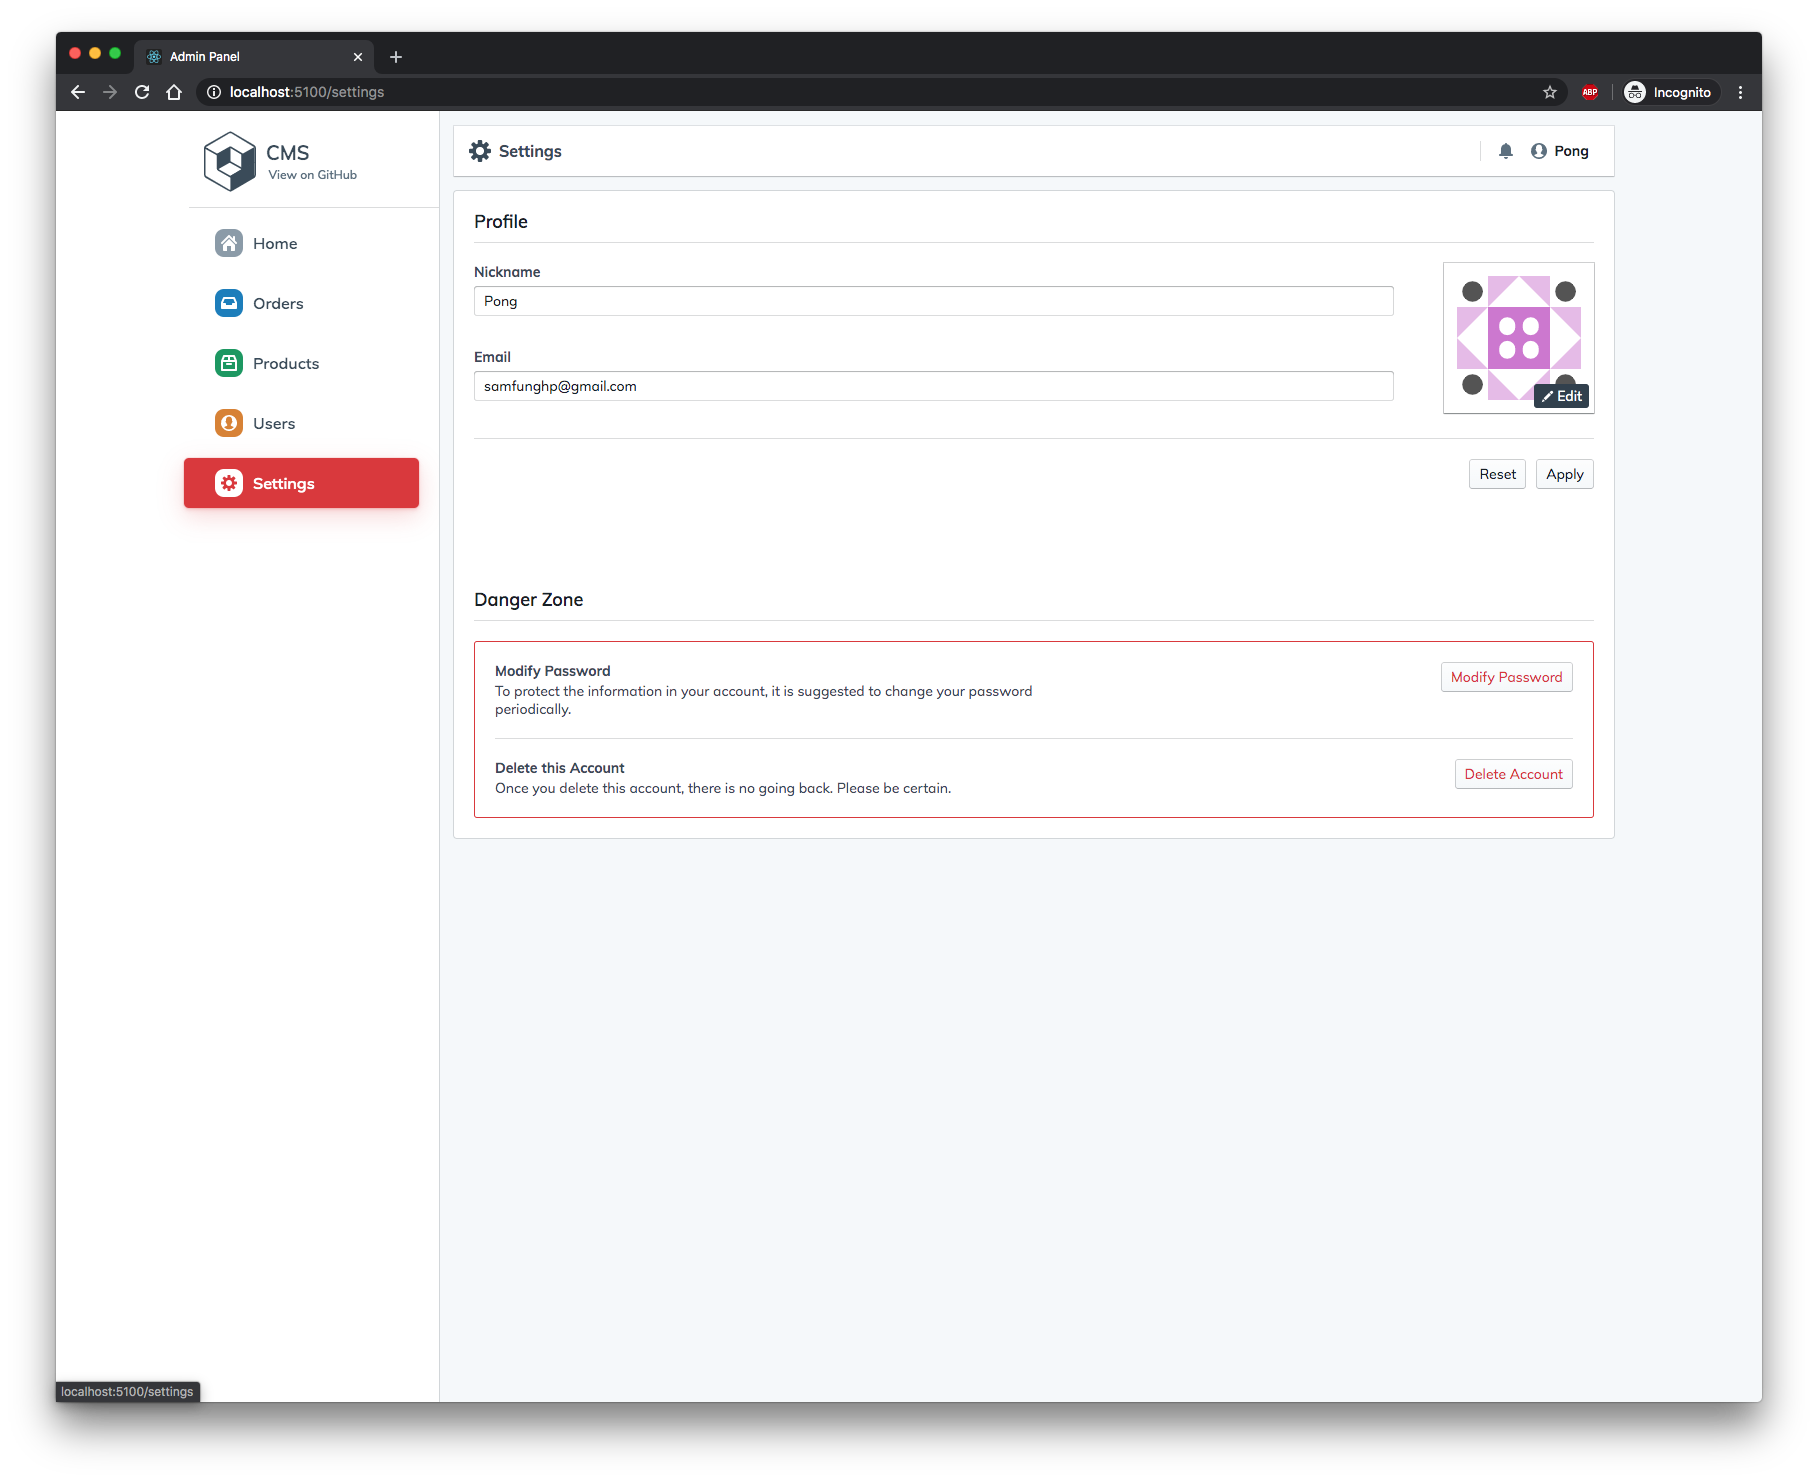 Admin Panel
localhost:5100/settings
ABP
Incognito
CMS
View on GitHub
Home
Orders
Products
Users
Settings
Settings
Pong
Profile
Nickname
Pong
Email
samfunghp@gmail.com
Edit
Reset
Apply
Danger Zone
Modify Password
To protect the information in your account, it is suggested to change your password
periodically.
Modify Password
Delete this Account
Once you delete this account, there is no going back. Please be certain.
Delete Account
localhost:5100/settings